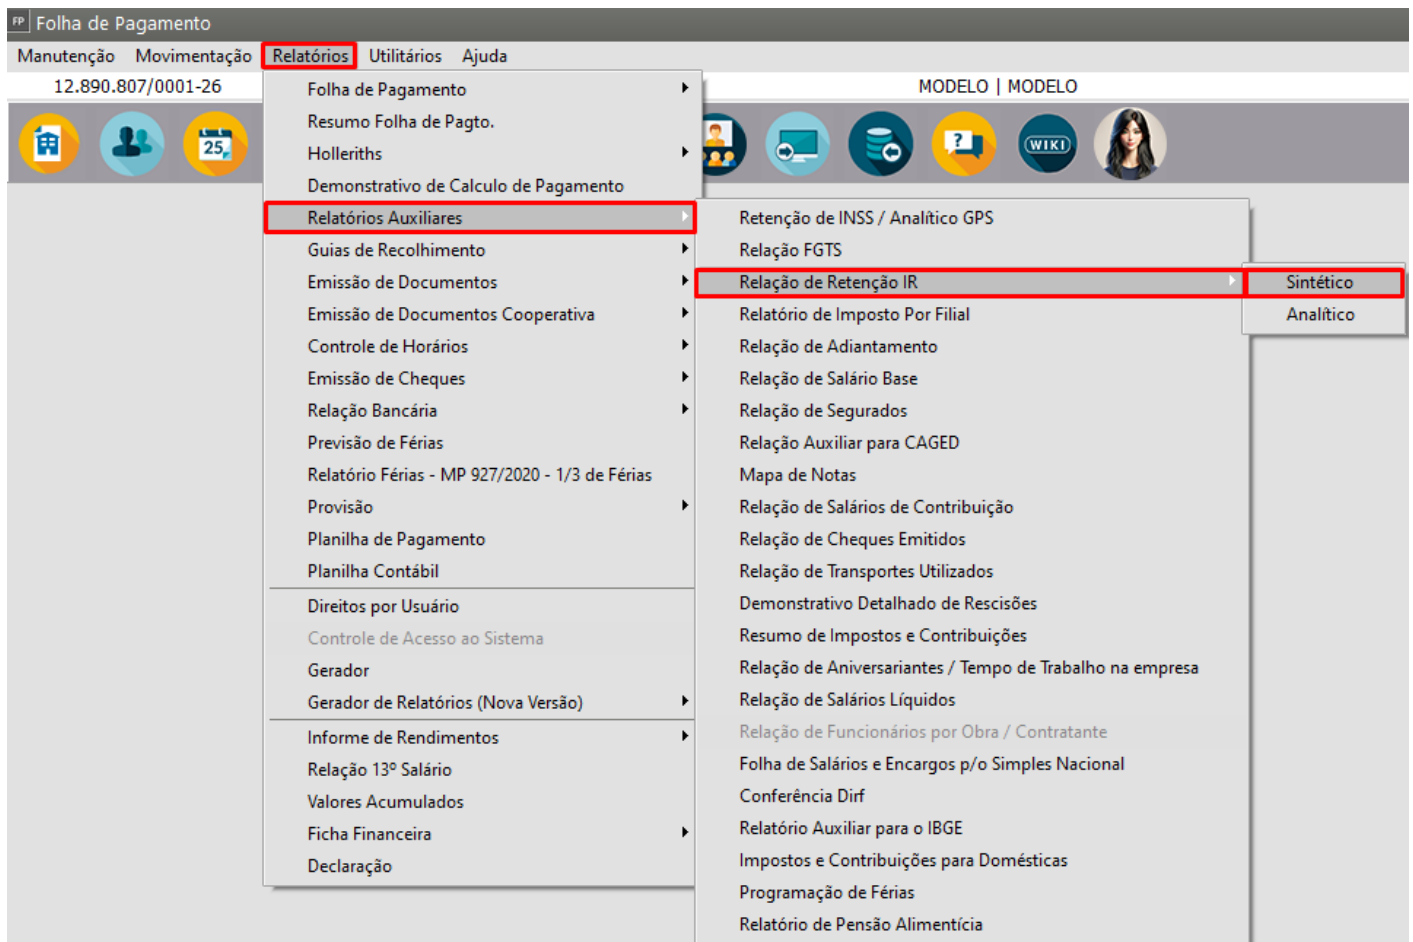 FP Folha de Pagamento
Manutenção Movimentação Relatórios Utilitários Ajuda
12.890.807/0001-26
MODELO | MODELO
25
?
WIKI
Folha de Pagamento
Resumo Folha de Pagto.
Holleriths
Demonstrativo de Calculo de Pagamento
Relatórios Auxiliares
Guias de Recolhimento
Emissão de Documentos
Emissão de Documentos Cooperativa
Controle de Horários
Emissão de Cheques
Relação Bancária
Previsão de Férias
Relatório Férias - MP 927/2020 - 1/3 de Férias
Provisão
Planilha de Pagamento
Planilha Contábil
Direitos por Usuário
Controle de Acesso ao Sistema
Gerador
Gerador de Relatórios (Nova Versão)
Informe de Rendimentos
Relação 13º Salário
Valores Acumulados
Ficha Financeira
Declaração
Retenção de INSS / Analítico GPS
Relação FGTS
Relação de Retenção IR
Relatório de Imposto Por Filial
Relação de Adiantamento
Relação de Salário Base
Relação de Segurados
Relação Auxiliar para CAGED
Mapa de Notas
Relação de Salários de Contribuição
Relação de Cheques Emitidos
Relação de Transportes Utilizados
Demonstrativo Detalhado de Rescisões
Resumo de Impostos e Contribuições
Relação de Aniversariantes / Tempo de Trabalho na empresa
Relação de Salários Líquidos
Relação de Funcionários por Obra / Contratante
Folha de Salários e Encargos p/o Simples Nacional
Conferência Dirf
Relatório Auxiliar para o IBGE
Impostos e Contribuições para Domésticas
Programação de Férias
Relatório de Pensão Alimentícia
Sintético
Analítico